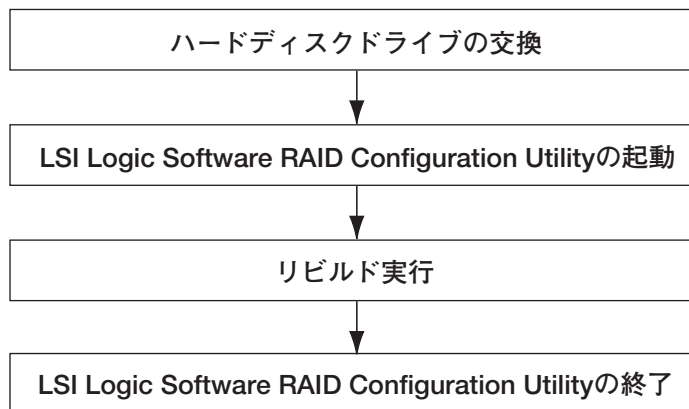 ハードディスクドライブの交換
LSI Logic Software RAID Configuration Utilityの起動
リビルド実行
LSI Logic Software RAID Configuration Utilityの終了